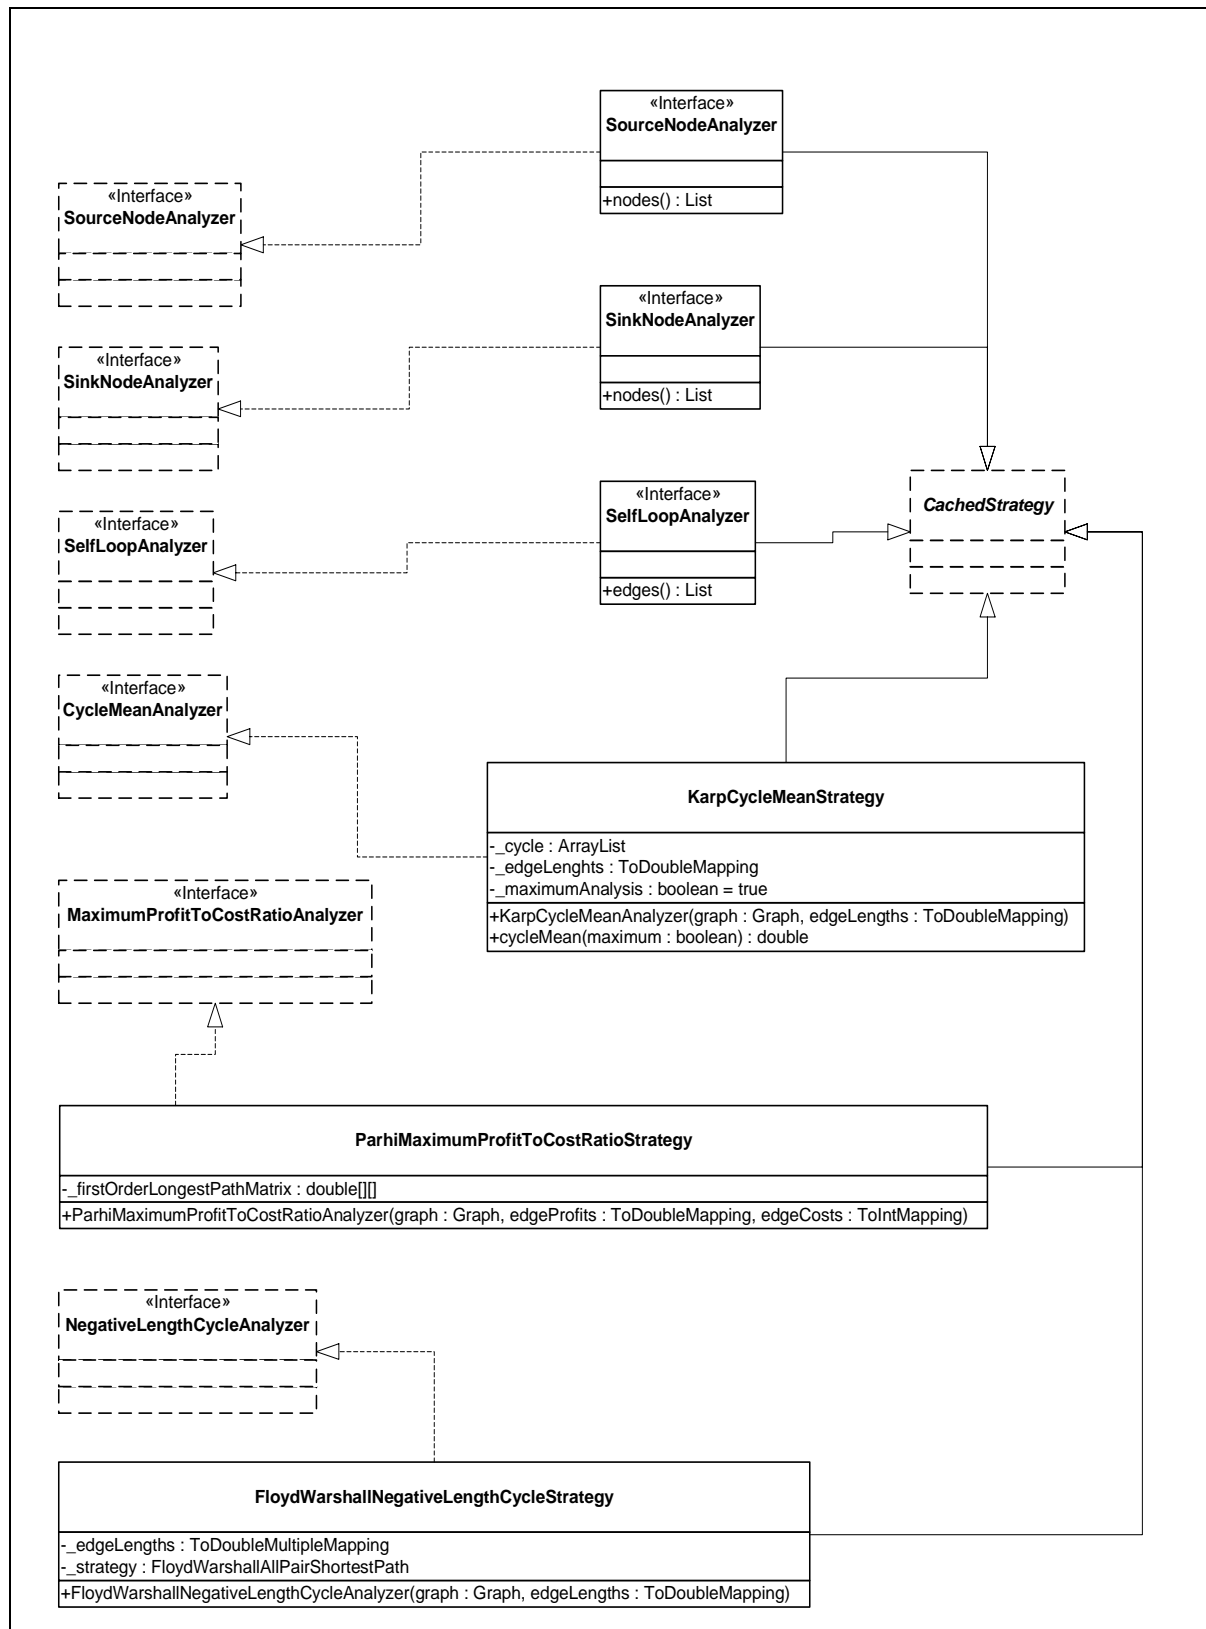 «Interface»
SourceNodeAnalyzer
+nodes() : List
«Interface»
SourceNodeAnalyzer
«Interface»
SinkNodeAnalyzer
+nodes() : List
«Interface»
SinkNodeAnalyzer
«Interface»
SelfLoopAnalyzer
+edges() : List
«Interface»
SelfLoopAnalyzer
CachedStrategy
«Interface»
CycleMeanAnalyzer
KarpCycleMeanStrategy
-_cycle : ArrayList
-_edgeLenghts : ToDoubleMapping
-_maximumAnalysis : boolean = true
+KarpCycleMeanAnalyzer(graph : Graph, edgeLengths : ToDoubleMapping)
+cycleMean(maximum : boolean) : double
«Interface»
MaximumProfitToCostRatioAnalyzer
ParhiMaximumProfitToCostRatioStrategy
-_firstOrderLongestPathMatrix : double[][]
+ParhiMaximumProfitToCostRatioAnalyzer(graph : Graph, edgeProfits : ToDoubleMapping, edgeCosts : ToIntMapping)
«Interface»
NegativeLengthCycleAnalyzer
FloydWarshallNegativeLengthCycleStrategy
-_edgeLengths : ToDoubleMultipleMapping
-_strategy : FloydWarshallAllPairShortestPath
+FloydWarshallNegativeLengthCycleAnalyzer(graph : Graph, edgeLengths : ToDoubleMapping)